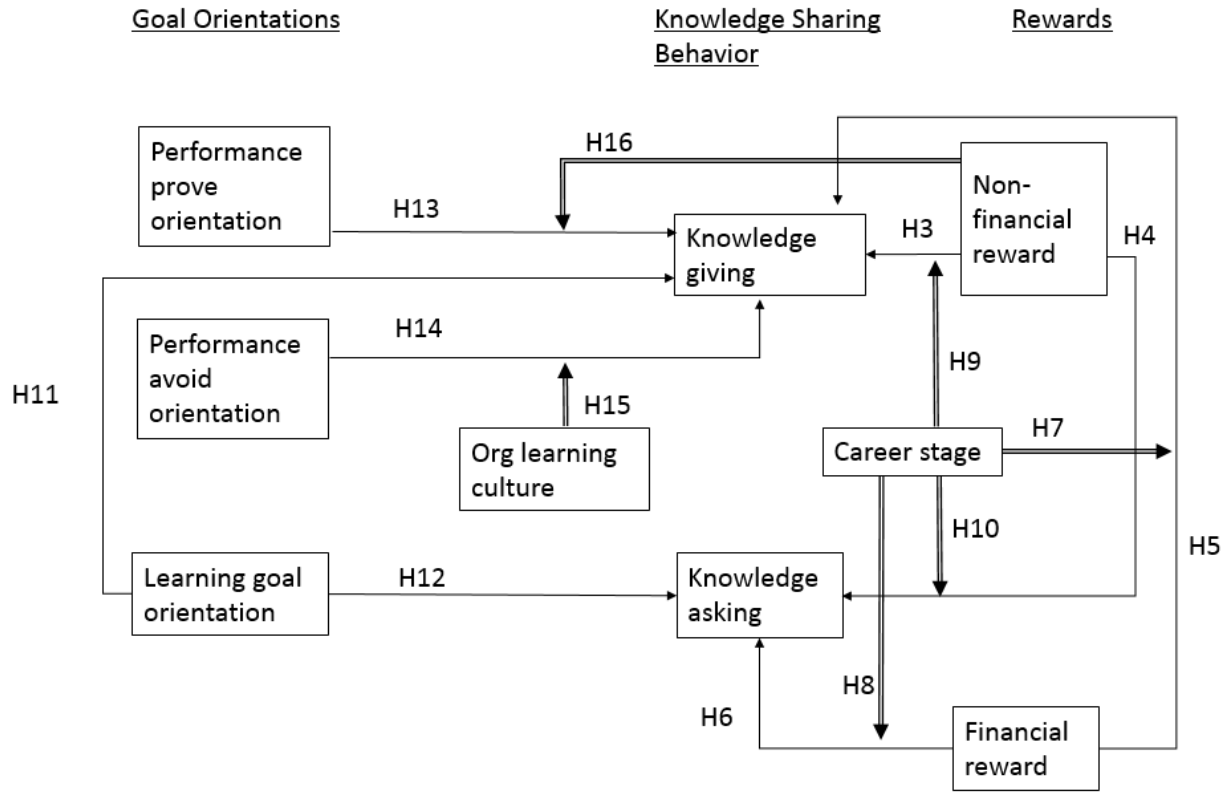 Goal Orientations
Knowledge Sharing
Behavior
Rewards
H16
Performance
prove
orientation
H13
Non-
financial
reward
Knowledge
giving
H3
H4
H14
Performance
avoid
orientation
H9
H11
H15
H7
Org learning
culture
Career stage
H10
H5
Learning goal
orientation
H12
Knowledge
asking
H8
H6
Financial
reward